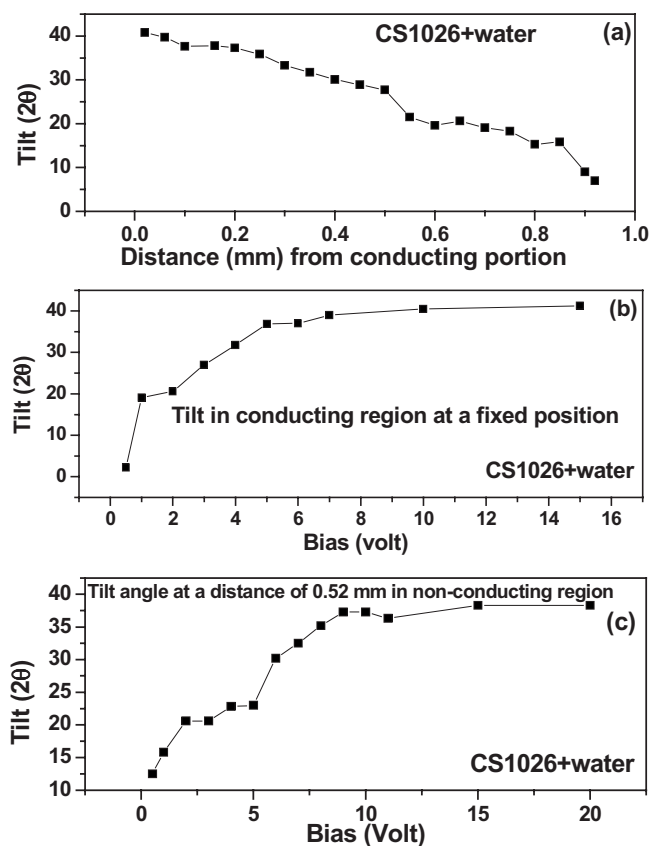 CS1026+water
(a)
Tilt (2θ)
40
30
20
10
0
0.0 0.2 0.4 0.6 0.8 1.0
Distance (mm) from conducting portion
(b)
Tilt (2θ)
40
30
20
10
0
Tilt in conducting region at a fixed position
CS1026+water
0 2 4 6 8 10 12 14 16
Bias (volt)
Tilt angle at a distance of 0.52 mm in non-conducting region
(c)
Tilt (2θ)
40
35
30
25
20
15
10
CS1026+water
0 5 10 15 20
Bias (Volt)